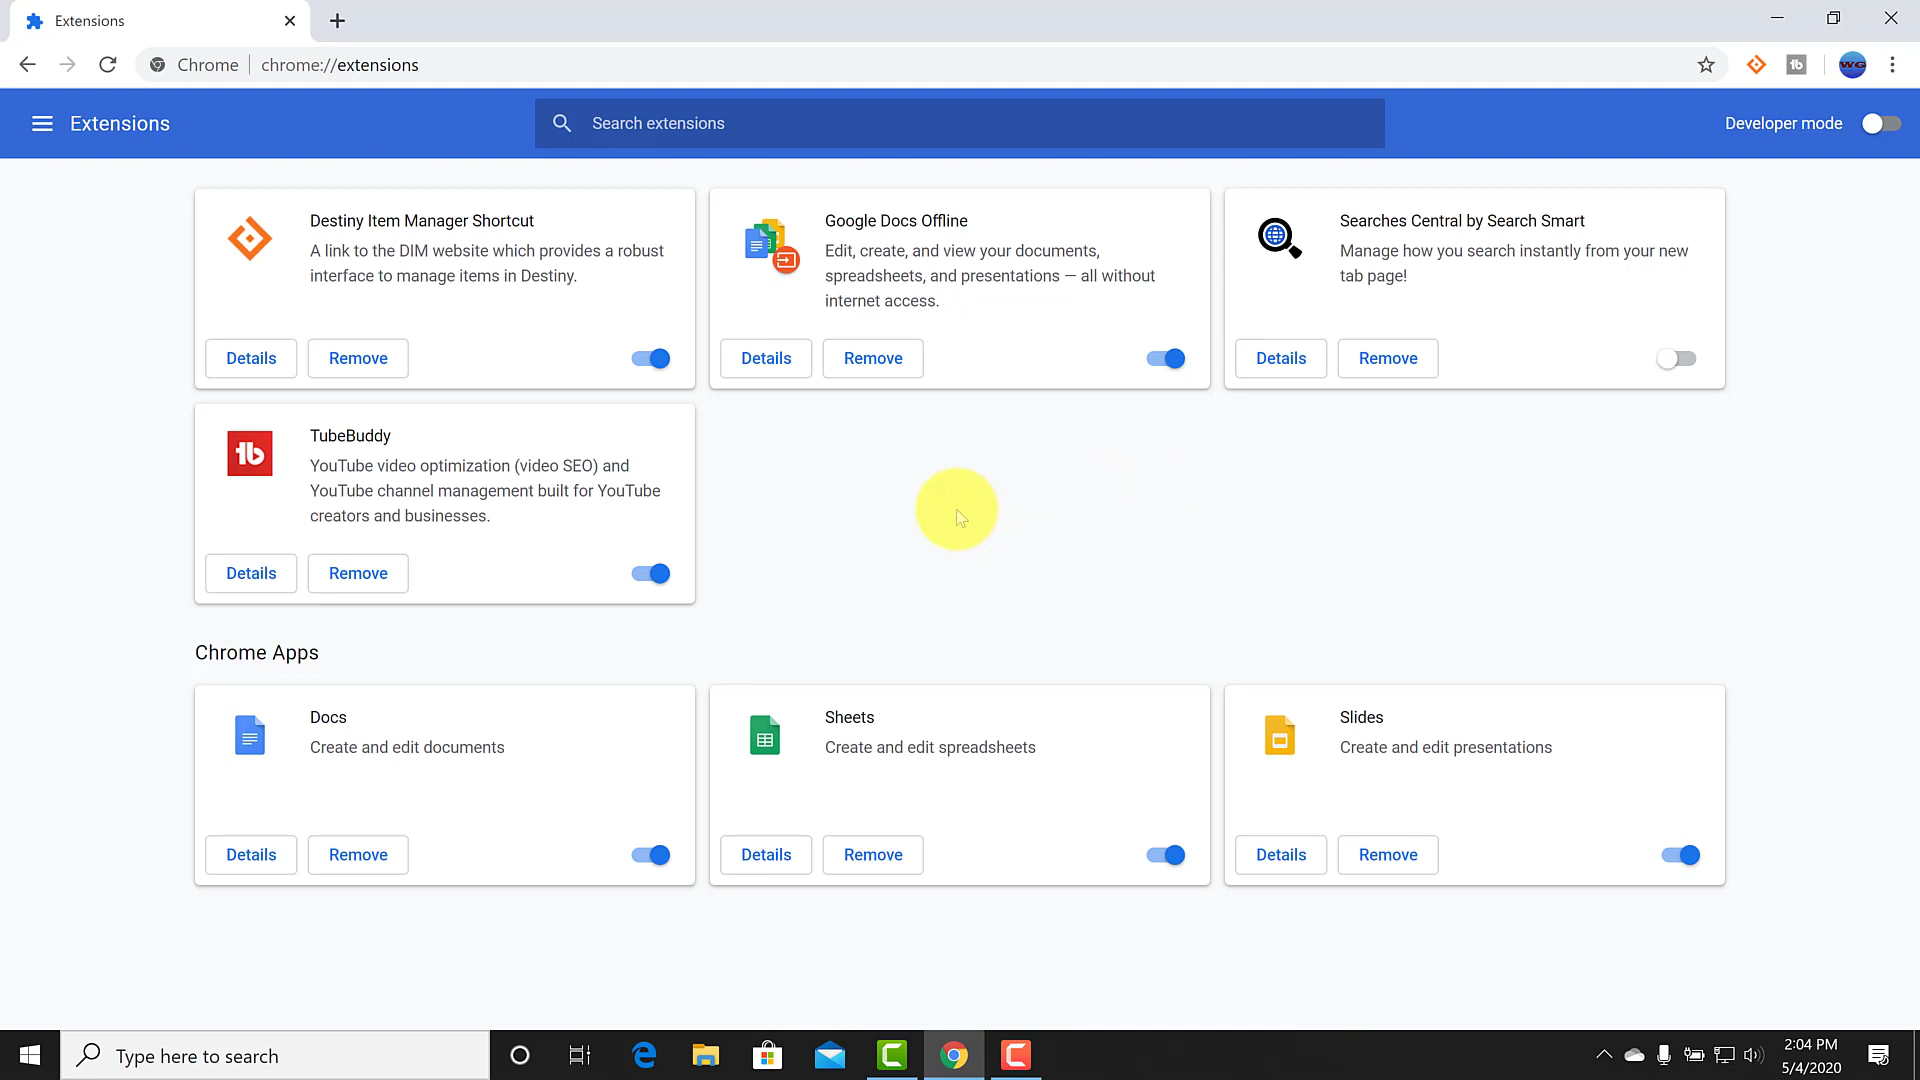 Extensions
Chrome
chrome://extensions
WG
Extensions
Search extensions
Developer mode
Destiny Item Manager Shortcut
A link to the DIM website which provides a robust
interface to manage items in Destiny.
Details
Remove
Google Docs Offline
Edit, create, and view your documents,
spreadsheets, and presentations — all without
internet access.
Details
Remove
Searches Central by Search Smart
Manage how you search instantly from your new
tab page!
Details
Remove
TubeBuddy
YouTube video optimization (video SEO) and
YouTube channel management built for YouTube
creators and businesses.
Details
Remove
Chrome Apps
Docs
Create and edit documents
Details
Remove
Sheets
Create and edit spreadsheets
Details
Remove
Slides
Create and edit presentations
Details
Remove
Type here to search
2:04 PM
5/4/2020